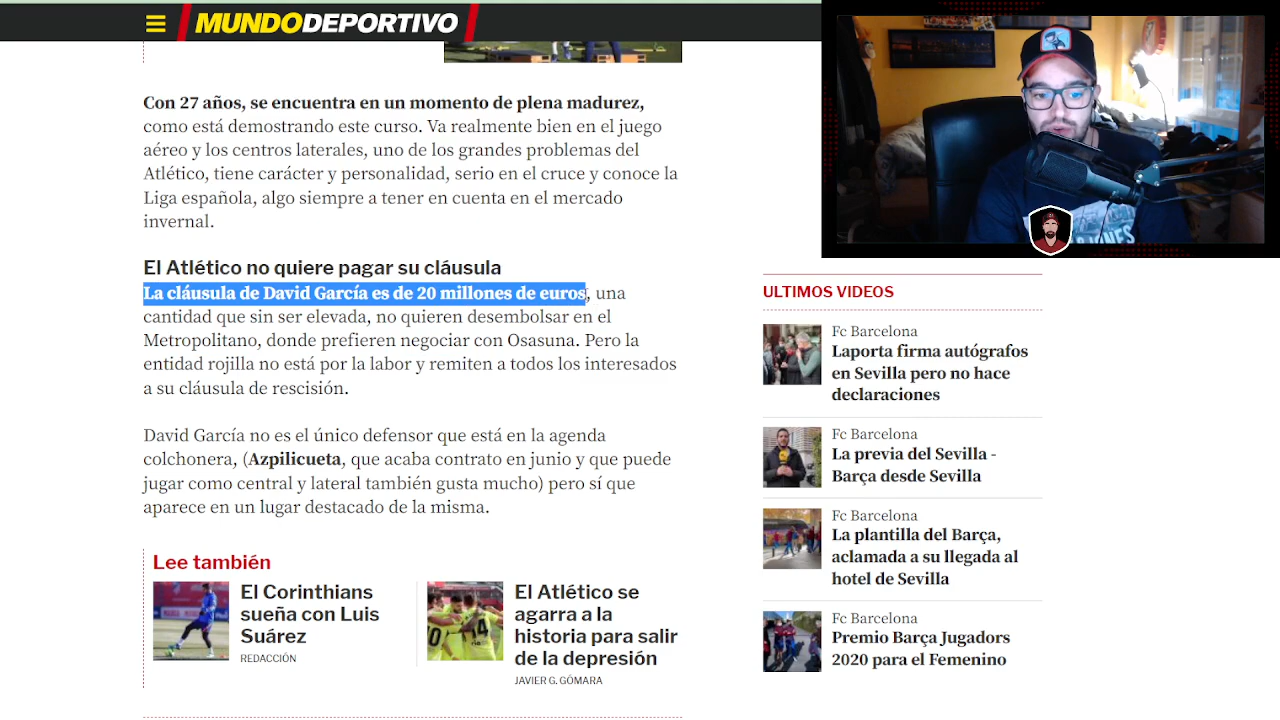 MUNDODEPORTIVO
Con 27 años, se encuentra en un momento de plena madurez,
como está demostrando este curso. Va realmente bien en el juego
aéreo y los centros laterales, uno de los grandes problemas del
Atlético, tiene carácter y personalidad, serio en el cruce y conoce la
Liga española, algo siempre a tener en cuenta en el mercado
invernal.
El Atlético no quiere pagar su cláusula
La cláusula de David García es de 20 millones de euros, una
cantidad que sin ser elevada, no quieren desembolsar en el
Metropolitano, donde prefieren negociar con Osasuna. Pero la
entidad rojilla no está por la labor y remiten a todos los interesados
a su cláusula de rescisión.
David García no es el único defensor que está en la agenda
colchonera, (Azpilicueta, que acaba contrato en junio y que puede
jugar como central y lateral también gusta mucho) pero sí que
aparece en un lugar destacado de la misma.
Lee también
El Corinthians
sueña con Luis
Suárez
REDACCIÓN
El Atlético se
agarra a la
historia para salir
de la depresión
JAVIER G. GÓMARA
ULTIMOS VIDEOS
Fc Barcelona
Laporta firma autógrafos
en Sevilla pero no hace
declaraciones
Fc Barcelona
La previa del Sevilla -
Barça desde Sevilla
Fc Barcelona
La plantilla del Barça,
aclamada a su llegada al
hotel de Sevilla
Fc Barcelona
Premio Barça Jugadors
2020 para el Femenino